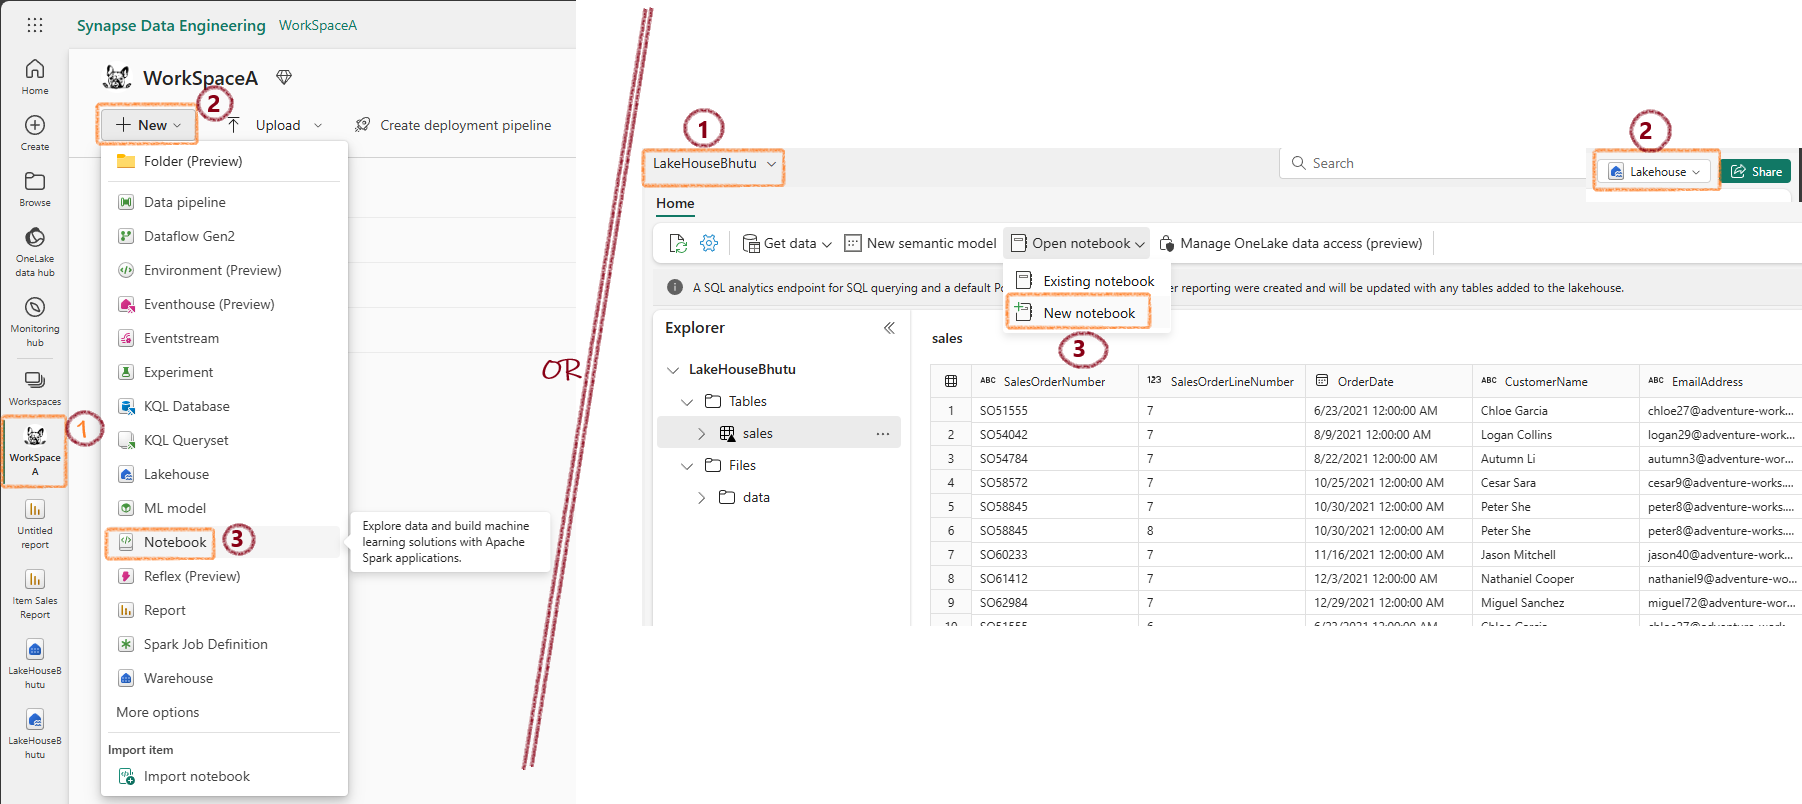 Synapse Data Engineering WorkSpaceA
Home
Create
Browse
OneLake
data hub
Monitoring
hub
Workspaces
1
WorkSpace
A
Untitled
report
Item Sales
Report
LakeHouseB
hutu
LakeHouseB
hutu
WorkSpaceA
2
New
Upload
Create deployment pipeline
Folder (Preview)
Data pipeline
Dataflow Gen2
Environment (Preview)
Eventhouse (Preview)
Eventstream
Experiment
KQL Database
KQL Queryset
Lakehouse
ML model
Notebook
3
Explore data and build machine
learning solutions with Apache
Spark applications.
Reflex (Preview)
Report
Spark Job Definition
Warehouse
More options
Import item
Import notebook
OR
1
LakeHouseBhutu
Search
2
Lakehouse
Share
Home
Get data
New semantic model
Open notebook
Manage OneLake data access (preview)
Existing notebook
New notebook
3
A SQL analytics endpoint for SQL querying and a default Po
reporting were created and will be updated with any tables added to the lakehouse.
Explorer
LakeHouseBhutu
Tables
sales
Files
data
sales
ABC SalesOrderNumber 123 SalesOrderLineNumber OrderDate ABC CustomerName ABC EmailAddress
1 SO51555 7 6/23/2021 12:00:00 AM Chloe Garcia chloe27@adventure-work...
2 SO54042 7 8/9/2021 12:00:00 AM Logan Collins logan29@adventure-work...
3 SO54784 7 8/22/2021 12:00:00 AM Autumn Li autumn3@adventure-wor...
4 SO58572 7 10/25/2021 12:00:00 AM Cesar Sara cesar9@adventure-works....
5 SO58845 7 10/30/2021 12:00:00 AM Peter She peter8@adventure-works....
6 SO58845 8 10/30/2021 12:00:00 AM Peter She peter8@adventure-works....
7 SO60233 7 11/16/2021 12:00:00 AM Jason Mitchell jason40@adventure-work...
8 SO61412 7 12/3/2021 12:00:00 AM Nathaniel Cooper nathaniel9@adventure-wo...
9 SO62984 7 12/29/2021 12:00:00 AM Miguel Sanchez miguel72@adventure-wor...